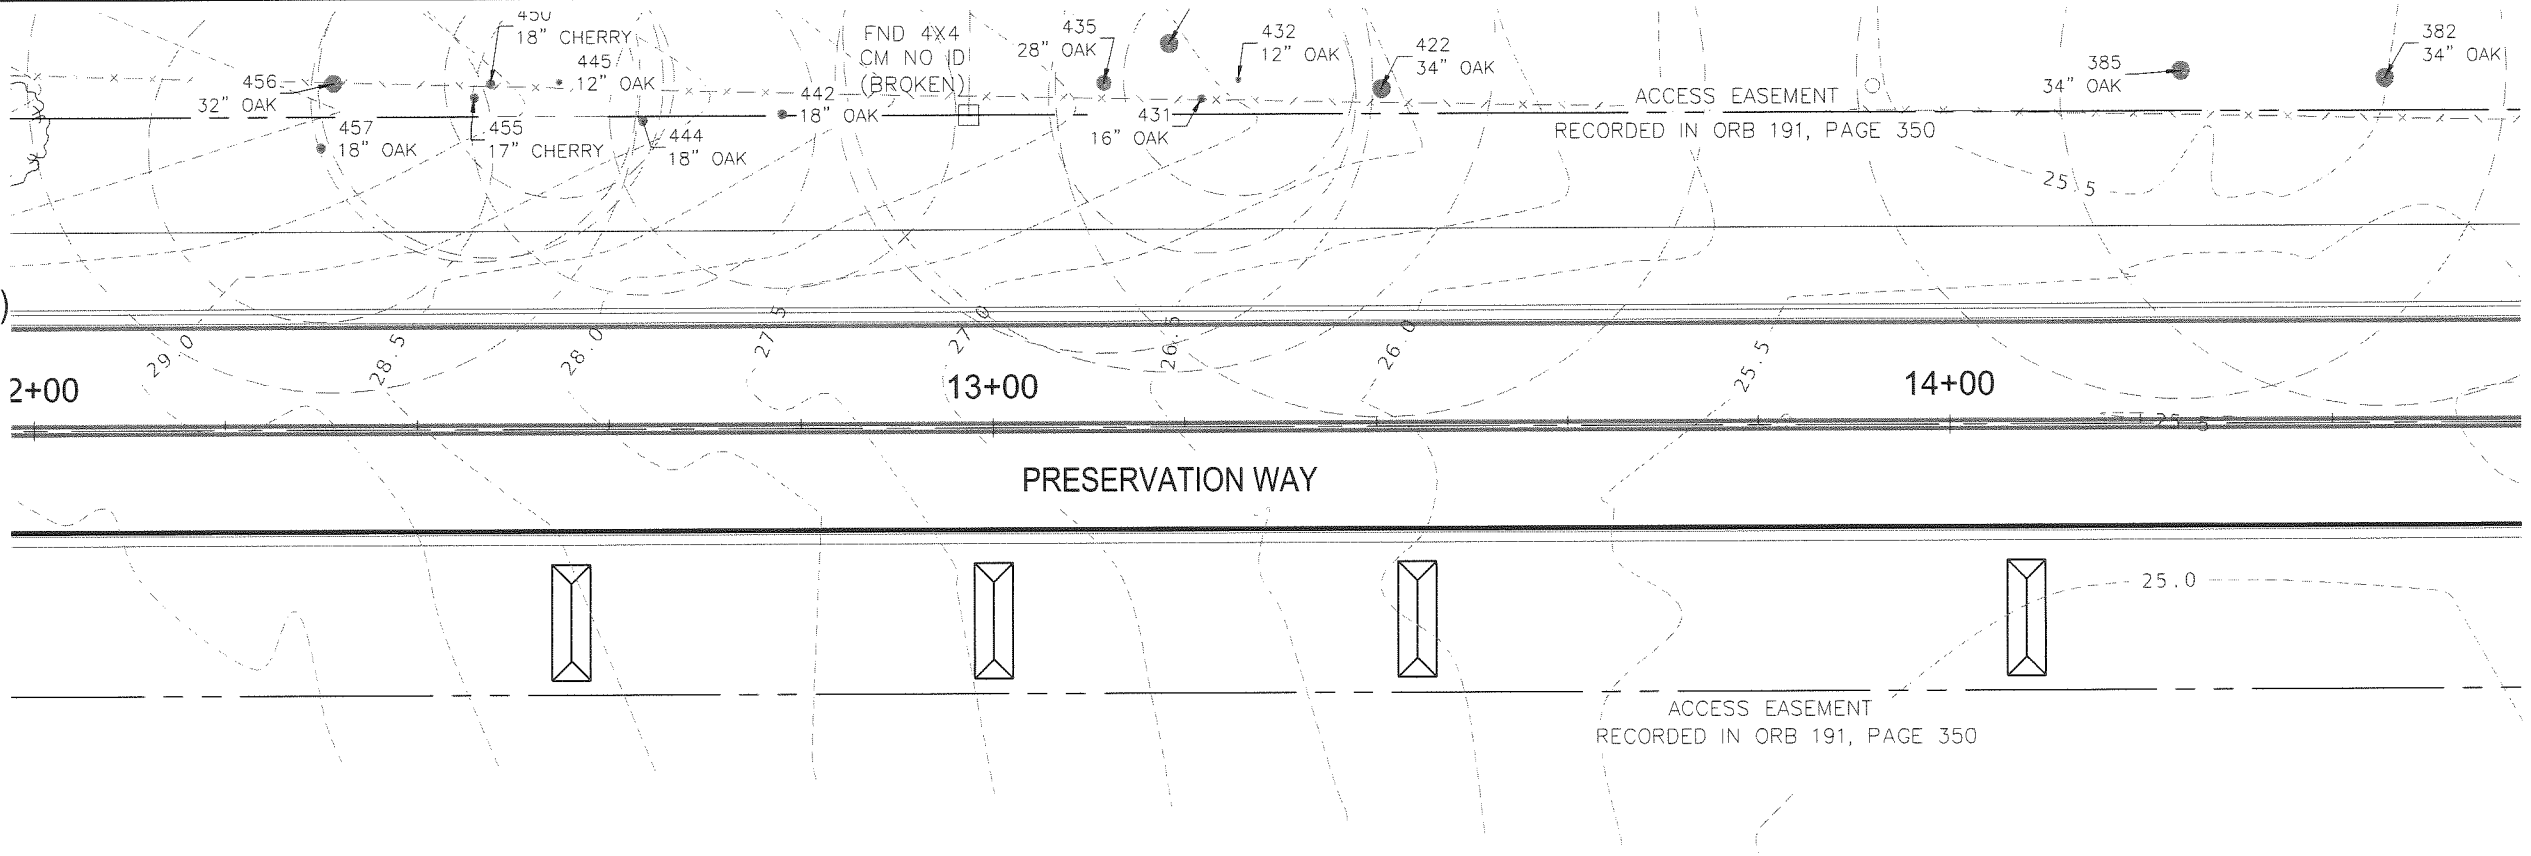 450
18" CHERRY
445
12" OAK
456
32" OAK
457
18" OAK
455
17" CHERRY
444
18" OAK
442
18" OAK
FND 4X4
CM NO ID
(BROKEN)
435
28" OAK
432
12" OAK
431
16" OAK
422
34" OAK
ACCESS EASEMENT
RECORDED IN ORB 191, PAGE 350
385
34" OAK
382
34" OAK
25.5
)
29.0
28.5
28.0
27.5
27.0
26.5
26.0
25.5
2+00
13+00
14+00
25.5
PRESERVATION WAY
25.0
ACCESS EASEMENT
RECORDED IN ORB 191, PAGE 350